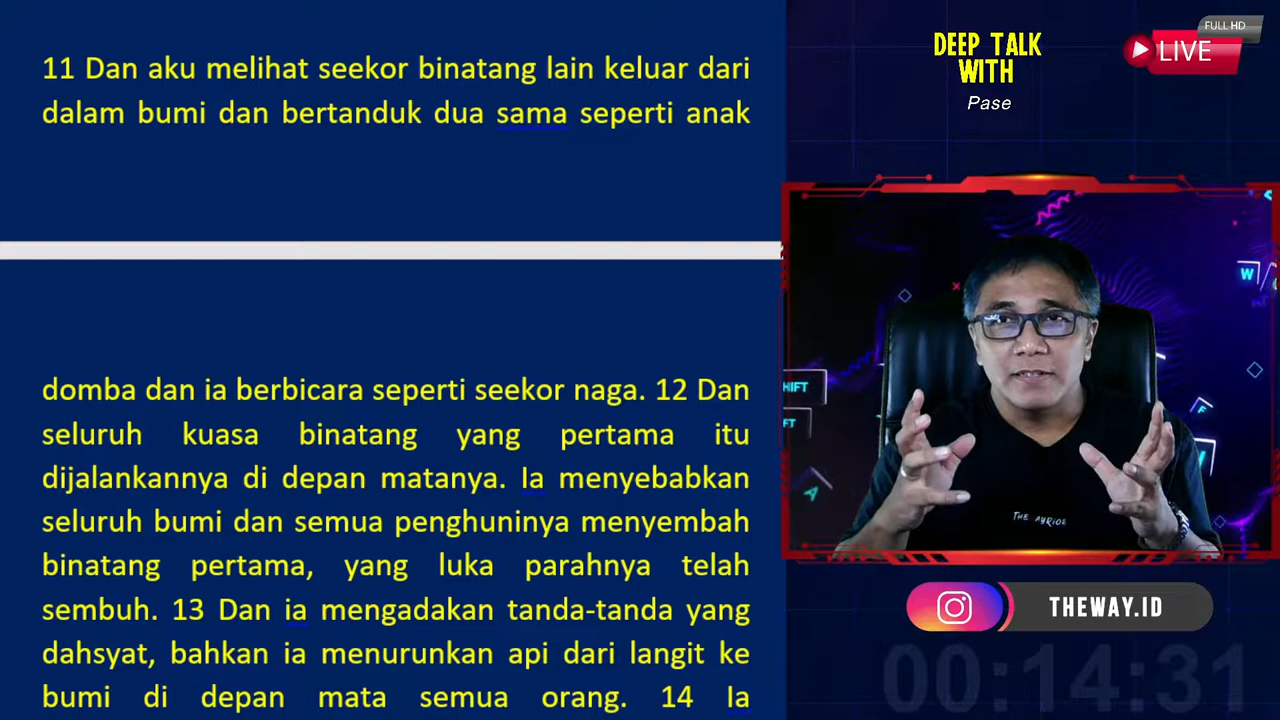 11 Dan aku melihat seekor binatang lain keluar dari
dalam bumi dan bertanduk dua sama seperti anak
domba dan ia berbicara seperti seekor naga. 12 Dan
seluruh kuasa binatang yang pertama itu
dijalankannya di depan matanya. Ia menyebabkan
seluruh bumi dan semua penghuninya menyembah
binatang pertama, yang luka parahnya telah
sembuh. 13 Dan ia mengadakan tanda-tanda yang
dahsyat, bahkan ia menurunkan api dari langit ke
bumi di depan mata semua orang. 14 Ia
DEEP TALK
WITH
Pase
FULL HD
LIVE
W
HIFT
FT
F
A
THEWAY.ID
00:14:31